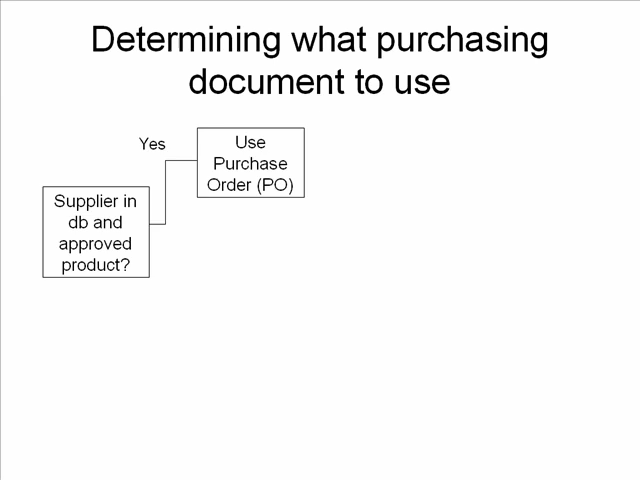 Determining what purchasing
document to use
Yes
Use
Purchase
Order (PO)
Supplier in
db and
approved
product?